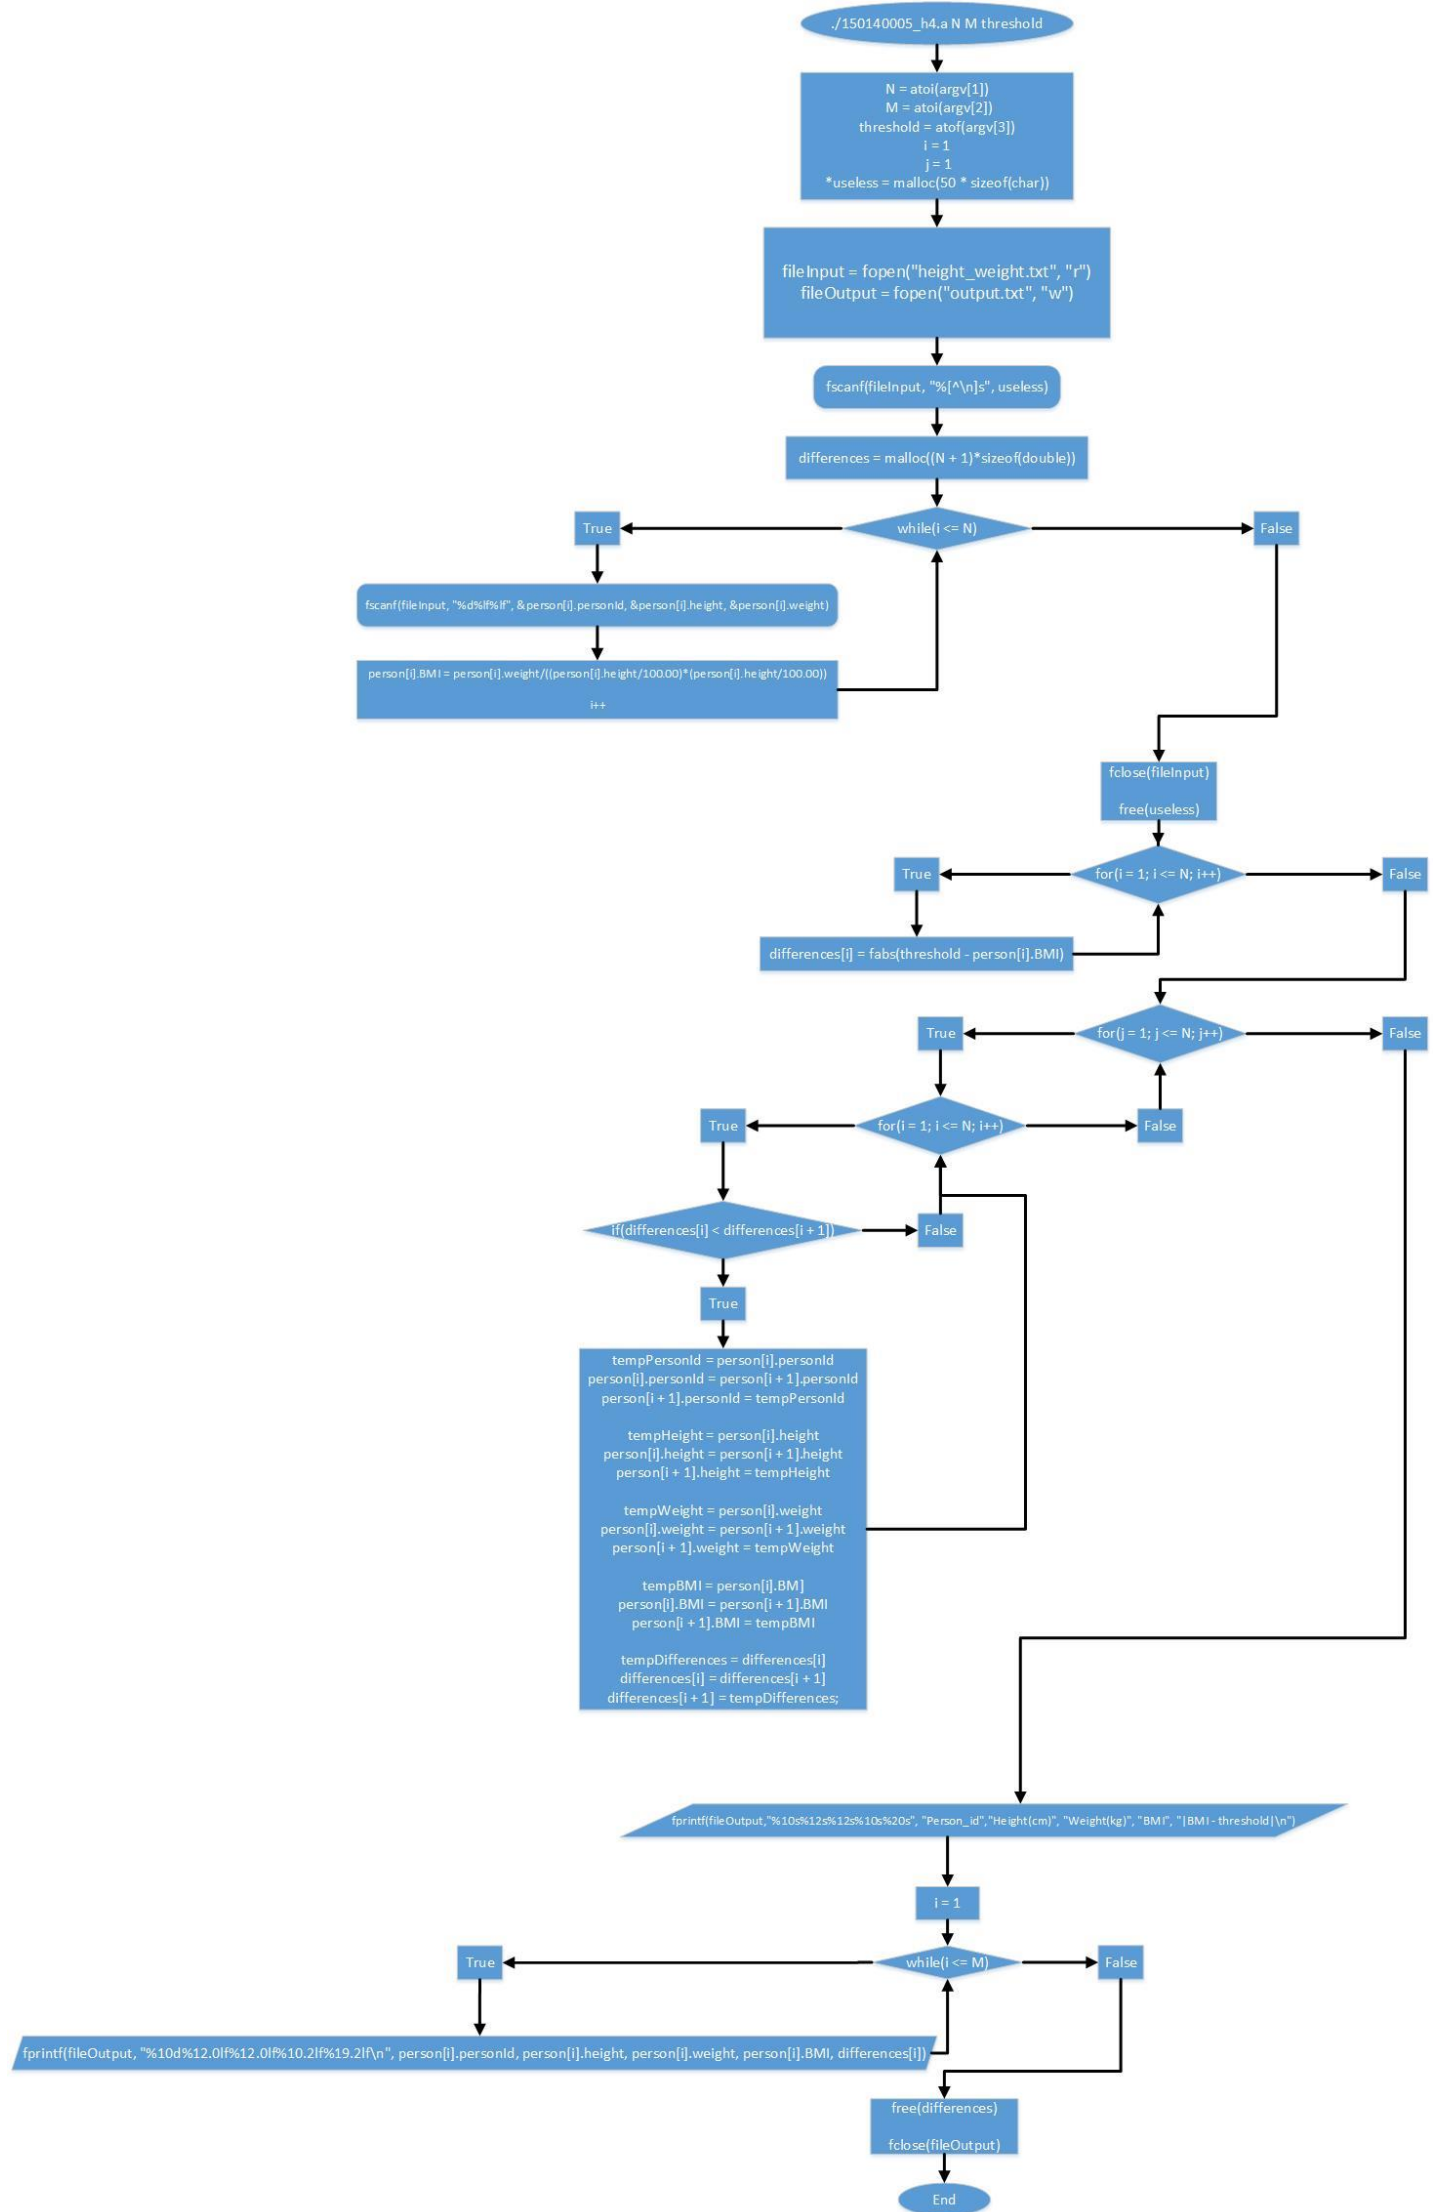 ./150140005_h4.a N M threshold
N = atoi(argv[1])
M = atoi(argv[2])
threshold = atof(argv[3])
i = 1
j = 1
*useless = malloc(50 * sizeof(char))
fileInput = fopen("height_weight.txt", "r")
fileOutput = fopen("output.txt", "w")
fscanf(fileInput, "%[^\n]s", useless)
differences = malloc((N + 1)*sizeof(double))
True
while(i <= N)
False
fscanf(fileInput, "%d%lf%lf", &person[i].personId, &person[i].height, &person[i].weight)
person[i].BMI = person[i].weight/((person[i].height/100.00)*(person[i].height/100.00))
i++
fclose(fileInput)
free(useless)
True
for(i = 1; i <= N; i++)
False
differences[i] = fabs(threshold - person[i].BMI)
True
for(j = 1; j <= N; j++)
False
True
for(i = 1; i <= N; i++)
False
if(differences[i] < differences[i + 1])
False
True
tempPersonId = person[i].personId
person[i].personId = person[i + 1].personId
person[i + 1].personId = tempPersonId
tempHeight = person[i].height
person[i].height = person[i + 1].height
person[i + 1].height = tempHeight
tempWeight = person[i].weight
person[i].weight = person[i + 1].weight
person[i + 1].weight = tempWeight
tempBMI = person[i].BM]
person[i].BMI = person[i + 1].BMI
person[i + 1].BMI = tempBMI
tempDifferences = differences[i]
differences[i] = differences[i + 1]
differences[i + 1] = tempDifferences;
fprintf(fileOutput,"%10s%12s%12s%10s%20s", "Person_id","Height(cm)", "Weight(kg)", "BMI", "|BMI - threshold|\n")
i = 1
True
while(i <= M)
False
fprintf(fileOutput, "%10d%12.0lf%12.0lf%10.2lf%19.2lf\n", person[i].personId, person[i].height, person[i].weight, person[i].BMI, differences[i])
free(differences)
fclose(fileOutput)
End